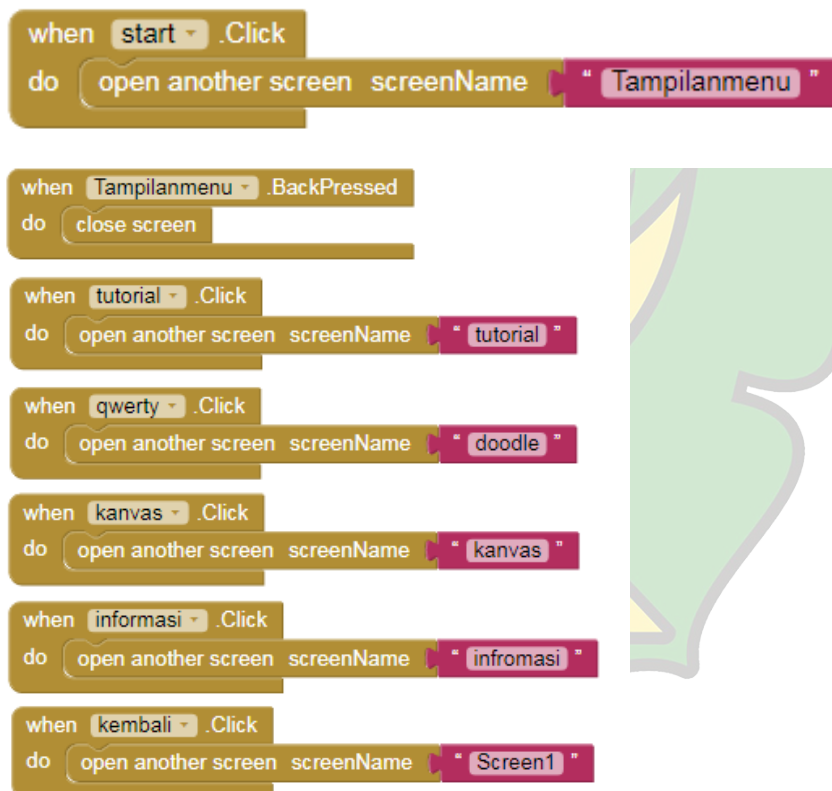 when start .Click
do open another screen screenName " Tampilanmenu "
when Tampilanmenu .BackPressed
do close screen
when tutorial .Click
do open another screen screenName " tutorial "
when qwerty .Click
do open another screen screenName " doodle "
when kanvas .Click
do open another screen screenName " kanvas "
when informasi .Click
do open another screen screenName " infromasi "
when kembali .Click
do open another screen screenName " Screen1 "